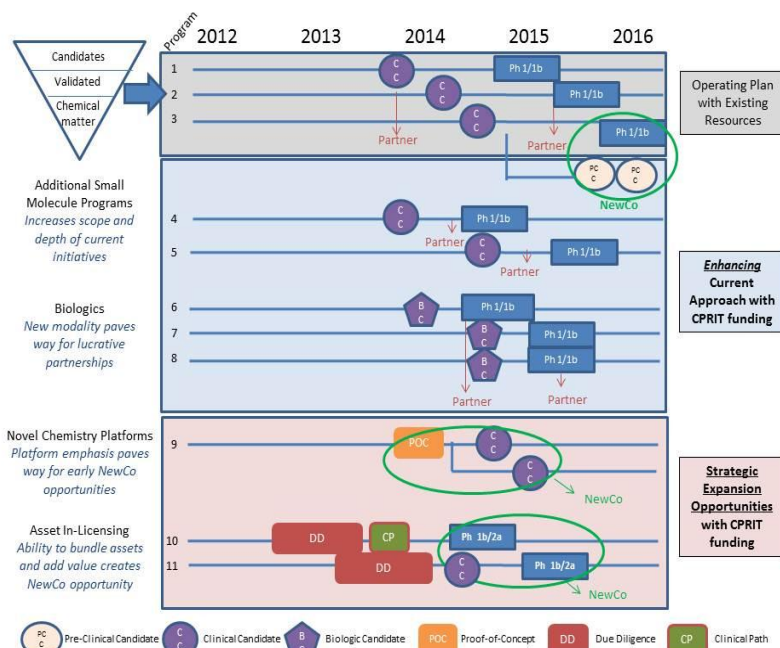 Program
2012
2013
2014
2015
2016
Candidates
Validated
Chemical
matter
1
C
C
Ph 1/1b
2
C
C
Ph 1/1b
3
C
C
Ph 1/1b
Partner
Partner
Operating Plan
with Existing
Resources
PC
C
PC
C
NewCo
Additional Small
Molecule Programs
Increases scope and
depth of current
initiatives
4
C
C
Ph 1/1b
Partner
5
C
C
Ph 1/1b
Partner
Enhancing
Current
Approach with
CPRIT funding
Biologics
New modality paves
way for lucrative
partnerships
6
B
C
Ph 1/1b
7
B
C
Ph 1/1b
8
B
C
Ph 1/1b
Partner
Partner
Novel Chemistry Platforms
Platform emphasis paves
way for early NewCo
opportunities
9
POC
C
C
C
C
NewCo
Strategic
Expansion
Opportunities
with CPRIT
funding
Asset In-Licensing
Ability to bundle assets
and add value creates
NewCo opportunity
10
DD
CP
Ph 1b/2a
11
DD
C
C
Ph 1b/2a
NewCo
PC
C
Pre-Clinical Candidate
C
C
Clinical Candidate
B
C
Biologic Candidate
POC
Proof-of-Concept
DD
Due Diligence
CP
Clinical Path